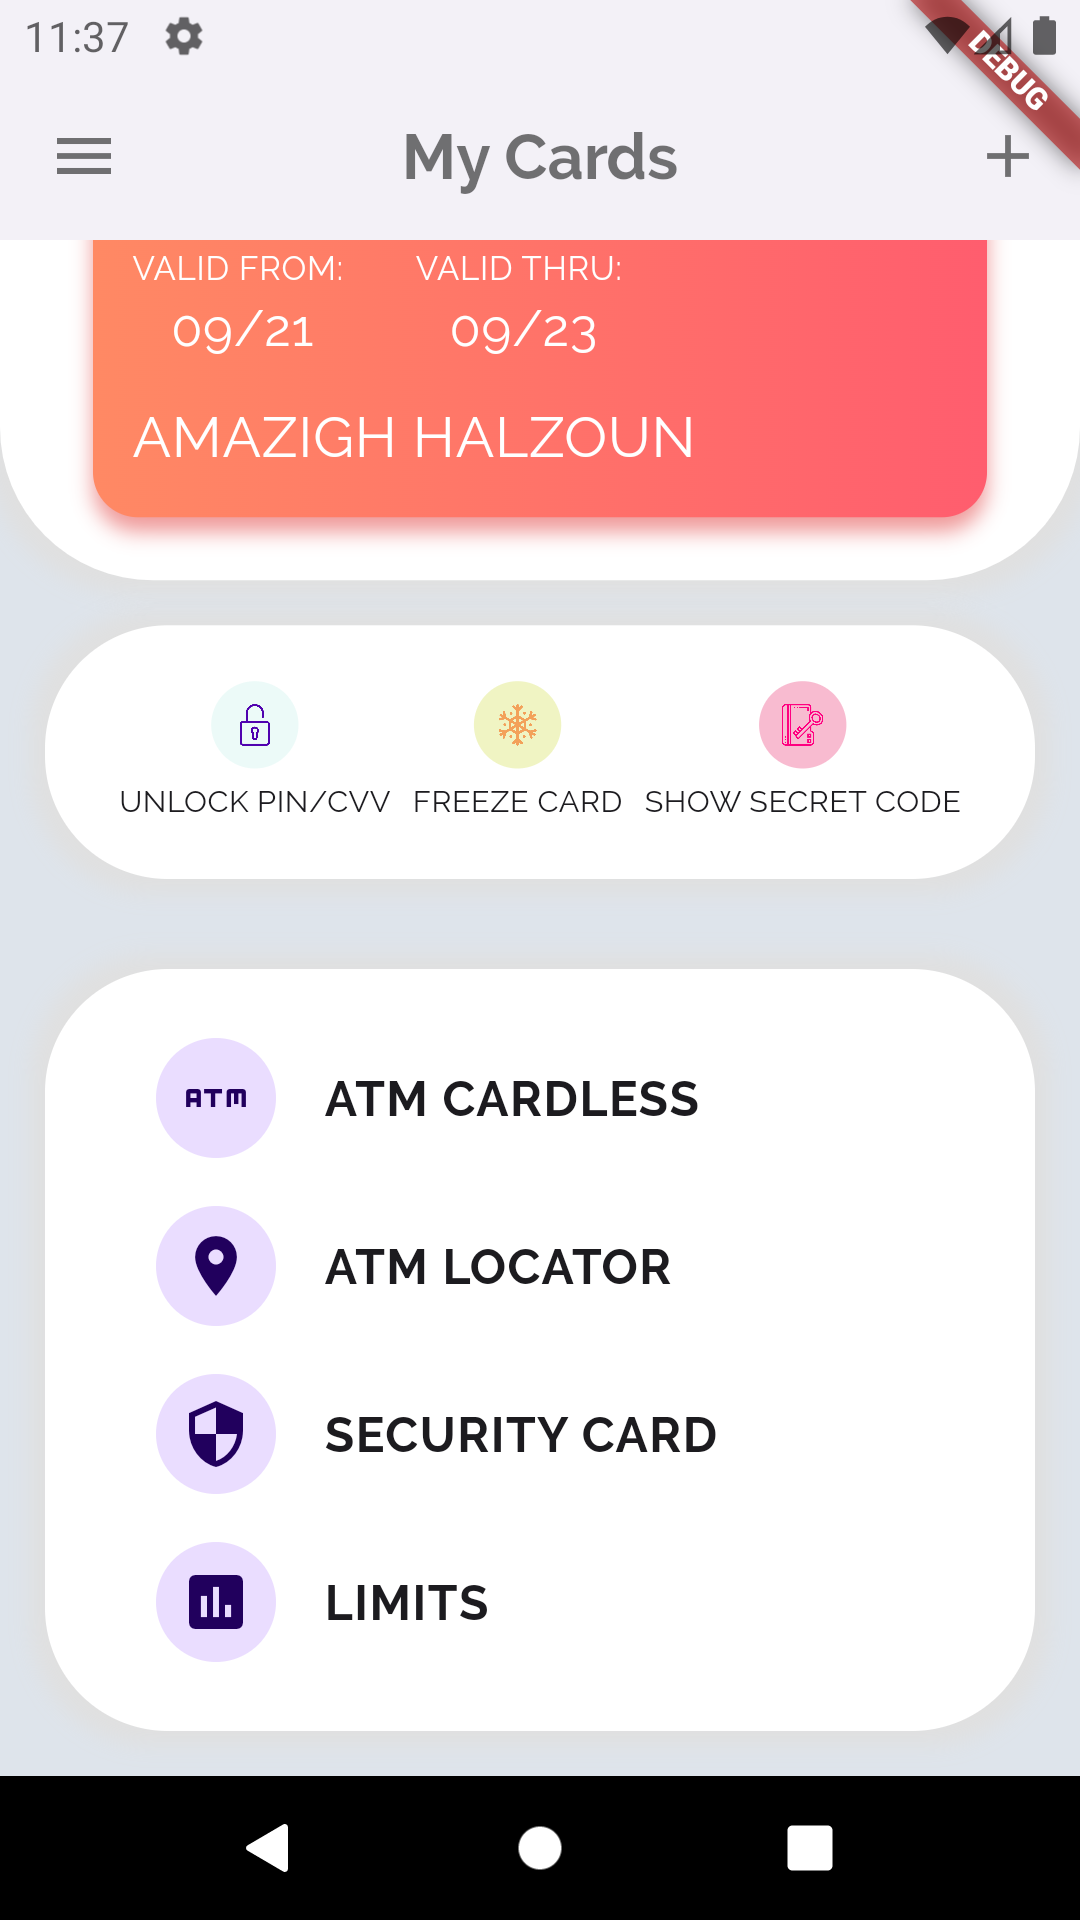 11:37
DEBUG
My Cards
VALID FROM: VALID THRU:
09/21 09/23
AMAZIGH HALZOUN
UNLOCK PIN/CVV FREEZE CARD SHOW SECRET CODE
ATM ATM CARDLESS
ATM LOCATOR
SECURITY CARD
LIMITS